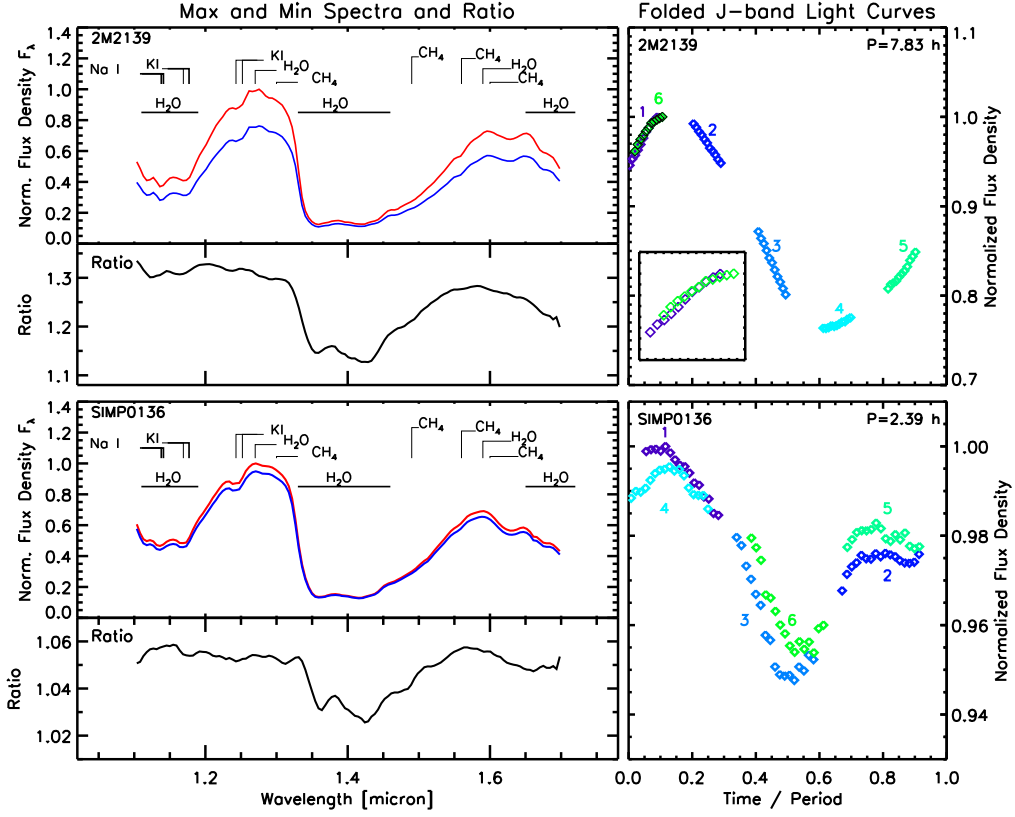 Max and Min Spectra and Ratio
Folded J-band Light Curves
2M2139
Na I
KI
H₂O
KI
H₂O
CH₄
H₂O
CH₄
CH₄
H₂O
CH₄
H₂O
Norm. Flux Density Fλ
1.4
1.2
1.0
0.8
0.6
0.4
0.2
0.0
Ratio
Ratio
1.3
1.2
1.1
2M2139
P=7.83 h
1
6
2
3
4
5
1.1
1.0
0.9
0.8
0.7
Normalized Flux Density
SIMP0136
Na I
KI
H₂O
KI
H₂O
CH₄
H₂O
CH₄
CH₄
H₂O
CH₄
H₂O
Norm. Flux Density Fλ
1.4
1.2
1.0
0.8
0.6
0.4
0.2
0.0
Ratio
Ratio
1.06
1.04
1.02
1.2
1.4
1.6
Wavelength [micron]
SIMP0136
P=2.39 h
1
4
3
6
5
2
1.00
0.98
0.96
0.94
Normalized Flux Density
0.0
0.2
0.4
0.6
0.8
1.0
Time / Period